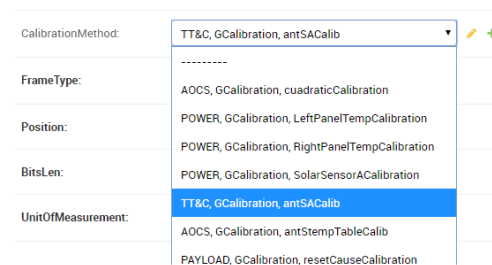 CalibrationMethod:
TT&C, GCalibration, antSACalib
---------
AOCS, GCalibration, cuadraticCalibration
FrameType:
POWER, GCalibration, LeftPanelTempCalibration
Position:
POWER, GCalibration, RightPanelTempCalibration
BitsLen:
POWER, GCalibration, SolarSensorACalibration
TT&C, GCalibration, antSACalib
UnitOfMeasurement:
AOCS, GCalibration, antStempTableCalib
PAYLOAD, GCalibration, resetCauseCalibration